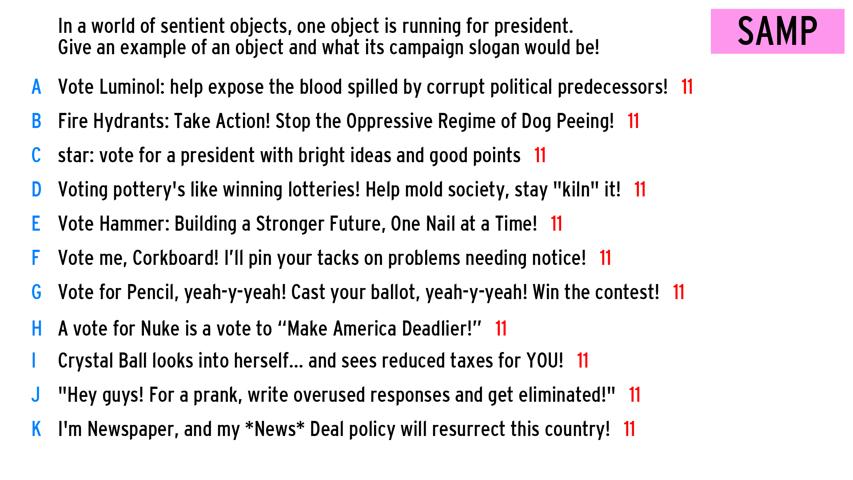 In a world of sentient objects, one object is running for president.
Give an example of an object and what its campaign slogan would be!
SAMP
A Vote Luminol: help expose the blood spilled by corrupt political predecessors! 11
B Fire Hydrants: Take Action! Stop the Oppressive Regime of Dog Peeing! 11
C star: vote for a president with bright ideas and good points 11
D Voting pottery's like winning lotteries! Help mold society, stay "kiln" it! 11
E Vote Hammer: Building a Stronger Future, One Nail at a Time! 11
F Vote me, Corkboard! I’ll pin your tacks on problems needing notice! 11
G Vote for Pencil, yeah-y-yeah! Cast your ballot, yeah-y-yeah! Win the contest! 11
H A vote for Nuke is a vote to “Make America Deadlier!” 11
I Crystal Ball looks into herself... and sees reduced taxes for YOU! 11
J "Hey guys! For a prank, write overused responses and get eliminated!" 11
K I'm Newspaper, and my *News* Deal policy will resurrect this country! 11